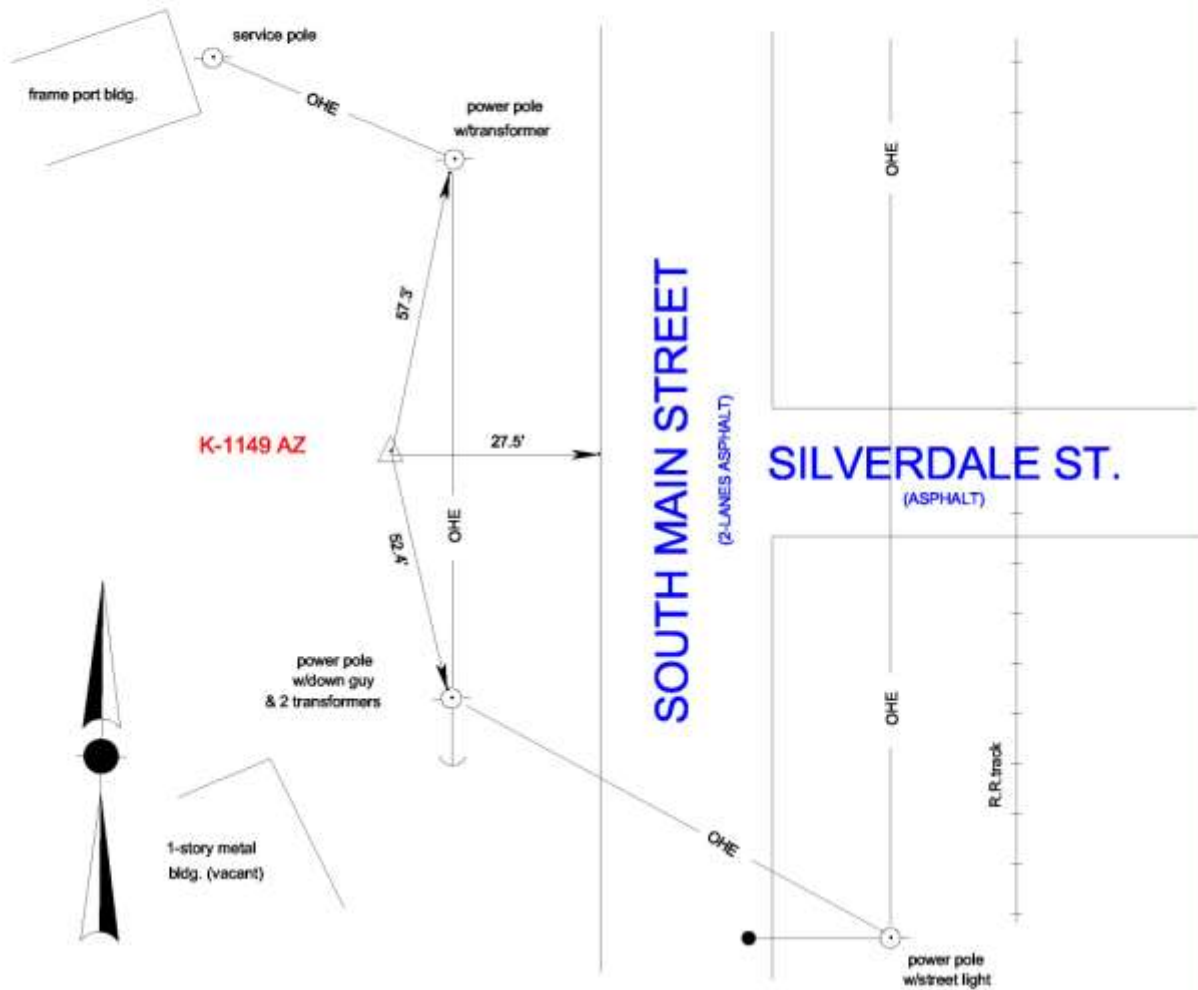 service pole
frame port bldg.
OHE
power pole
w/transformer
OHE
57.3'
K-1149 AZ
27.5'
SOUTH MAIN STREET
(2-LANES ASPHALT)
SILVERDALE ST.
(ASPHALT)
OHE
52.4'
power pole
w/down guy
& 2 transformers
OHE
R.R.track
1-story metal
bldg. (vacant)
OHE
power pole
w/street light